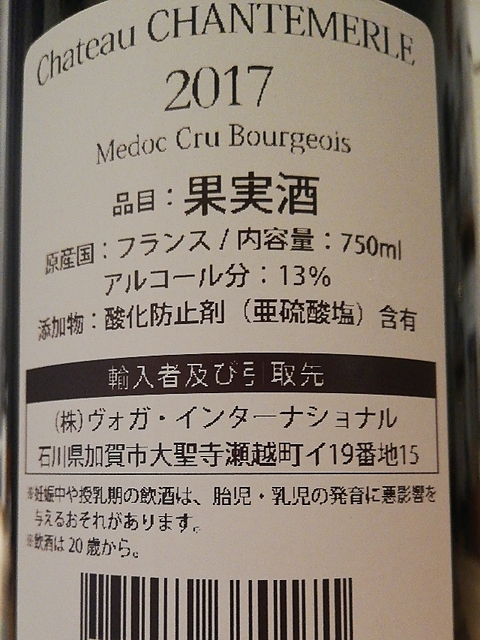 Chateau CHANTEMERLE
2017
Medoc Cru Bourgeois
品目：果実酒
原産国：フランス / 内容量：750ml
アルコール分：13%
添加物：酸化防止剤（亜硫酸塩）含有
輸入者及び引取先
(株)ヴォガ・インターナショナル
石川県加賀市大聖寺瀬越町イ19番地15
※妊娠中や授乳期の飲酒は、胎児・乳児の発音に悪影響を
与えるおそれがあります。
※飲酒は20歳から。